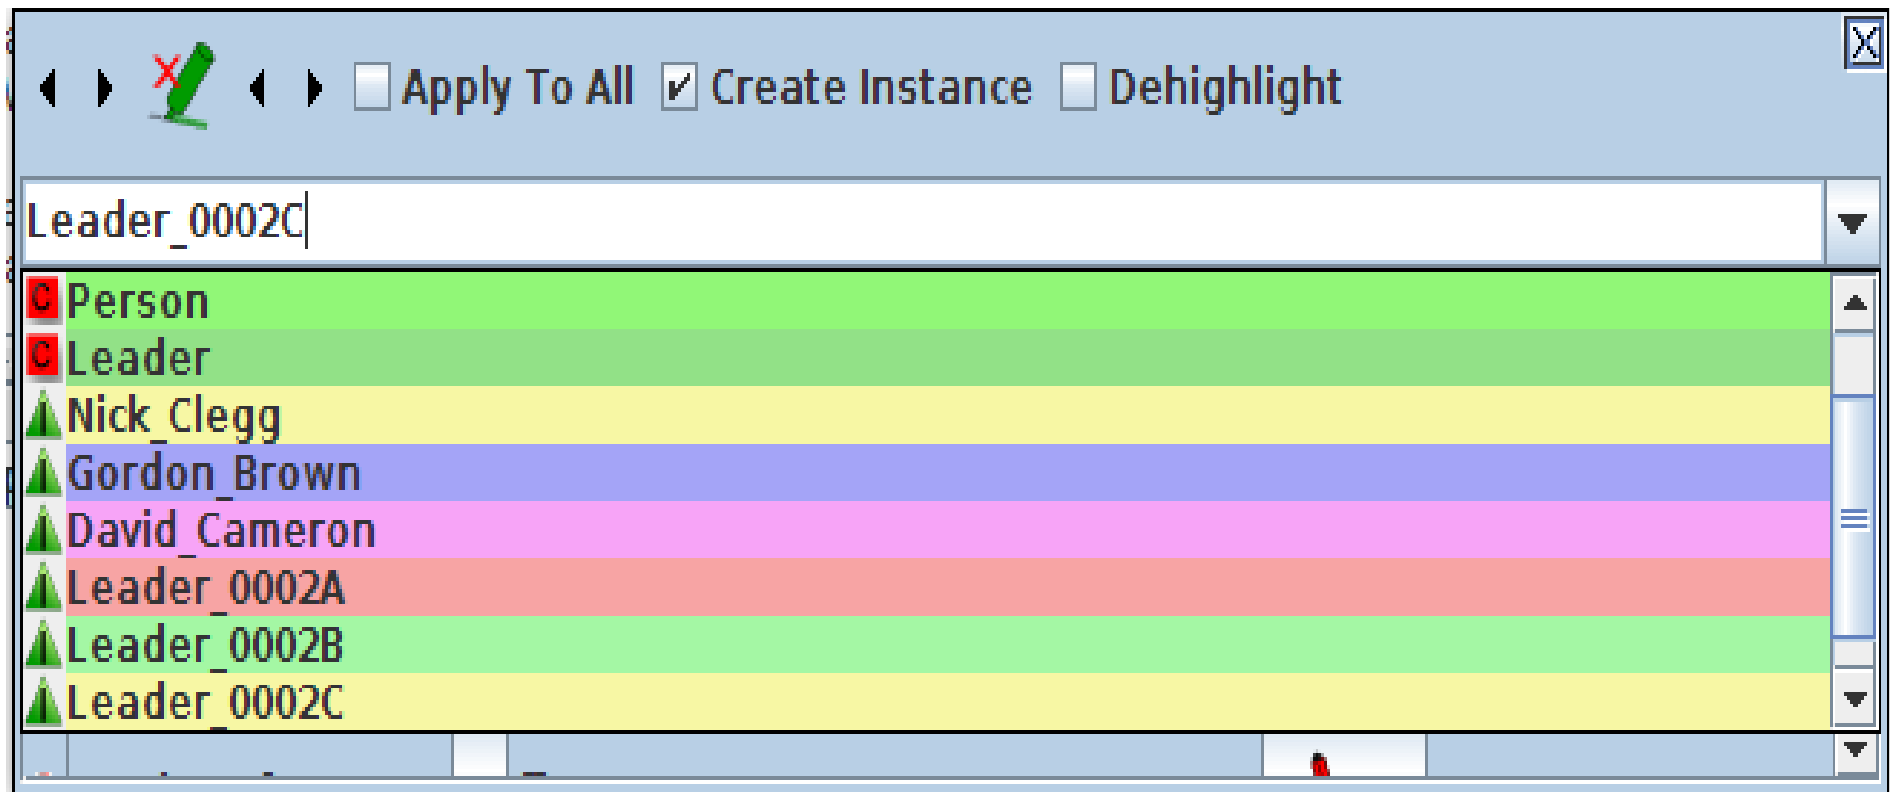 Apply To All Create Instance Dehighlight X
Leader_0002C
C Person
C Leader
Nick_Clegg
Gordon_Brown
David_Cameron
Leader_0002A
Leader_0002B
Leader_0002C